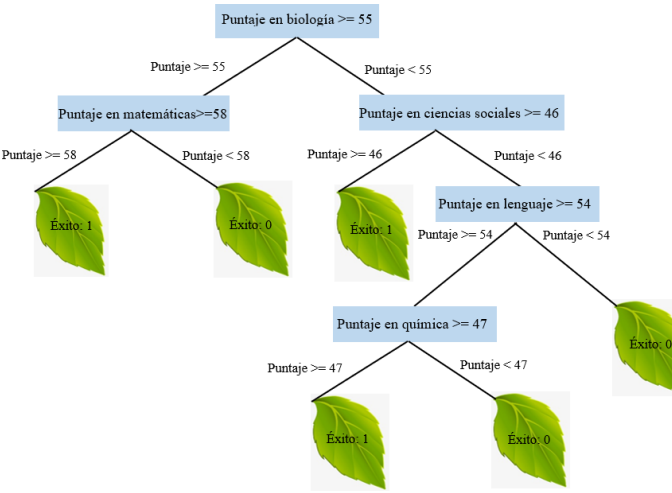 Puntaje en biología >= 55
Puntaje >= 55
Puntaje < 55
Puntaje en matemáticas>=58
Puntaje en ciencias sociales >= 46
Puntaje >= 58
Puntaje < 58
Puntaje >= 46
Puntaje < 46
Éxito: 1
Éxito: 0
Éxito: 1
Puntaje en lenguaje >= 54
Puntaje >= 54
Puntaje < 54
Puntaje en química >= 47
Éxito: 0
Puntaje >= 47
Puntaje < 47
Éxito: 1
Éxito: 0